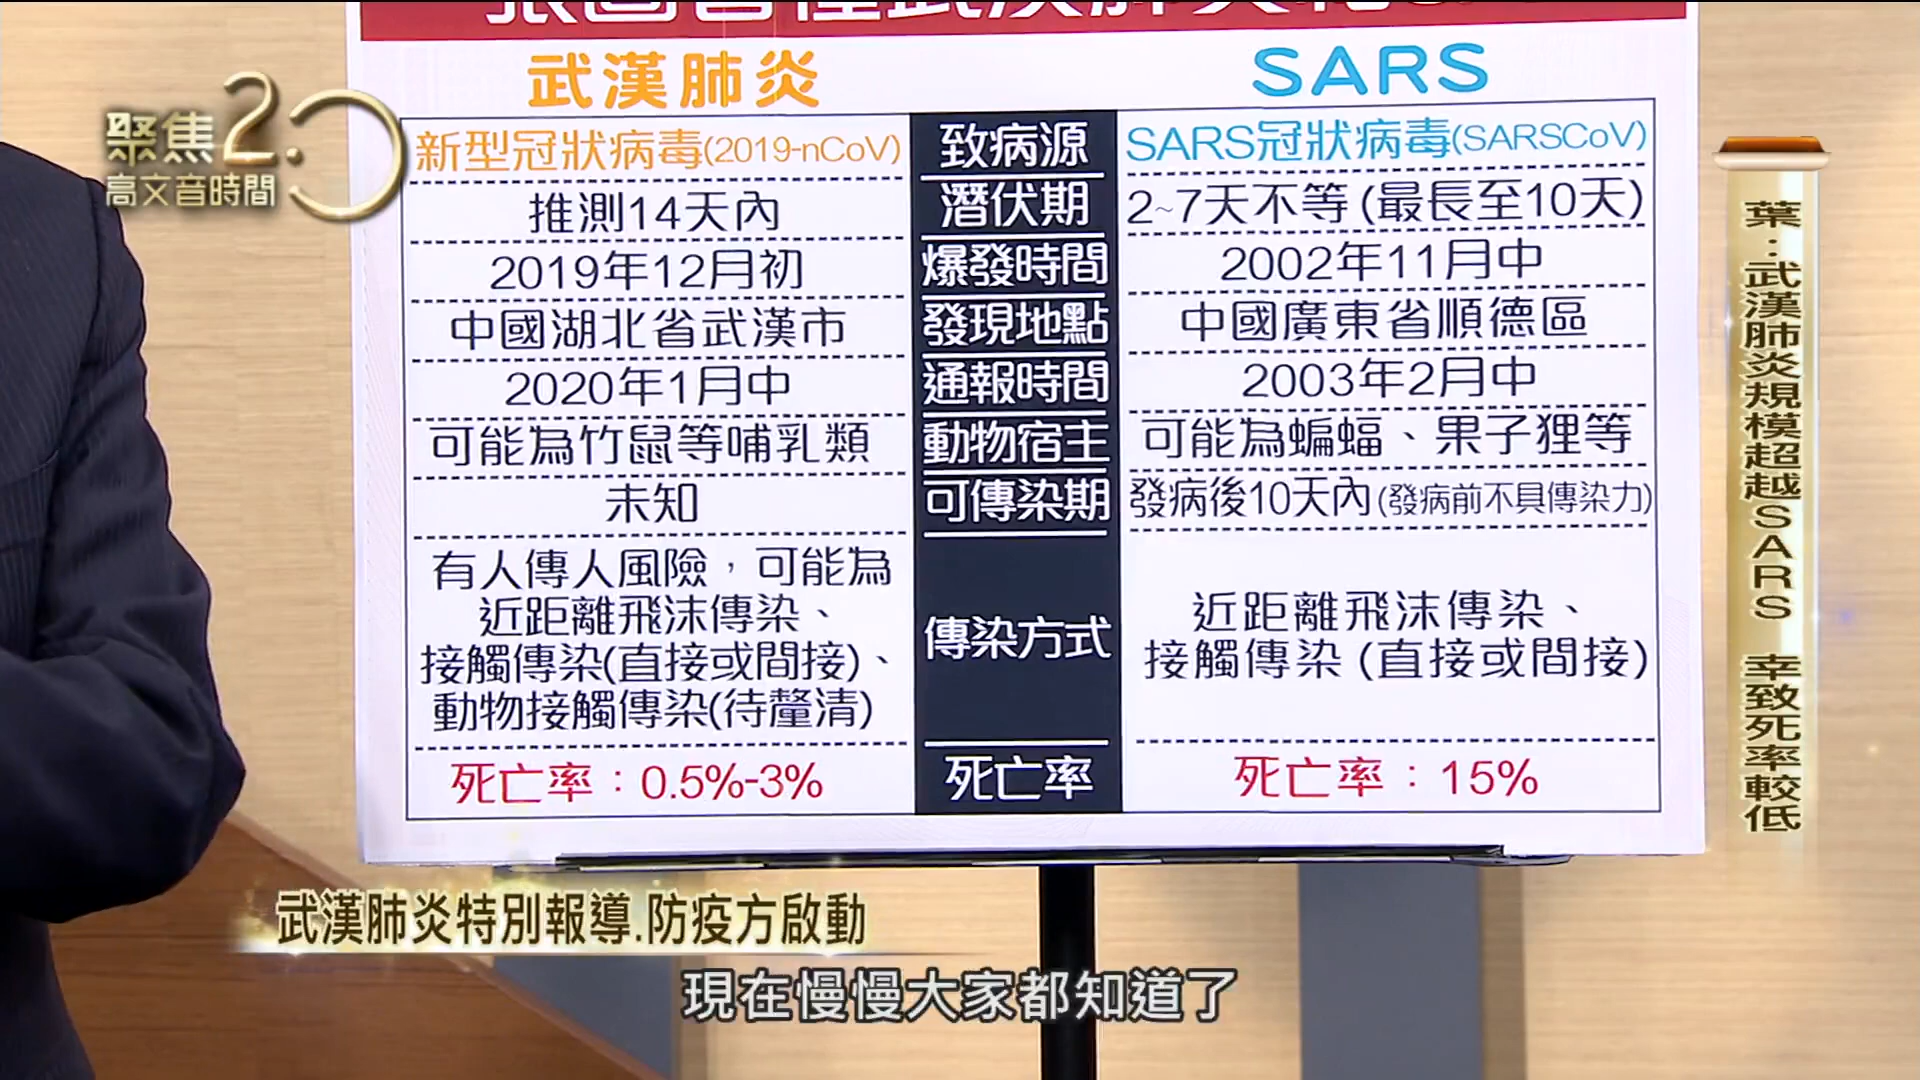 武漢肺炎
SARS
聚焦2.0
高文音時間
新型冠狀病毒(2019-nCoV)
致病源
SARS冠狀病毒(SARSCoV)
推測14天內
潛伏期
2~7天不等(最長至10天)
2019年12月初
爆發時間
2002年11月中
中國湖北省武漢市
發現地點
中國廣東省順德區
2020年1月中
通報時間
2003年2月中
可能為竹鼠等哺乳類
動物宿主
可能為蝙蝠、果子狸等
未知
可傳染期
發病後10天內(發病前不具傳染力)
有人傳人風險，可能為
近距離飛沫傳染、
接觸傳染(直接或間接)、
動物接觸傳染(待釐清)
傳染方式
近距離飛沫傳染、
接觸傳染(直接或間接)
死亡率：0.5%-3%
死亡率
死亡率：15%
葉：武漢肺炎規模超越SARS 幸致死率較低
武漢肺炎特別報導.防疫方啟動
現在慢慢大家都知道了